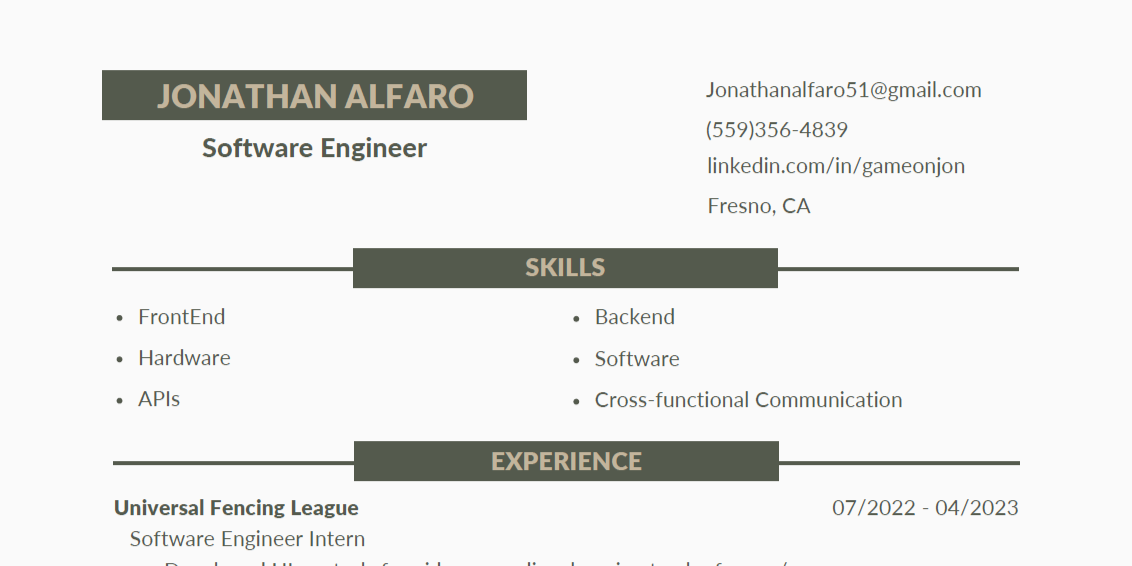 JONATHAN ALFARO
Software Engineer
Jonathanalfaro51@gmail.com
(559)356-4839
linkedin.com/in/gameonjon
Fresno, CA
SKILLS
• FrontEnd
• Hardware
• APIs
• Backend
• Software
• Cross-functional Communication
EXPERIENCE
Universal Fencing League 07/2022 - 04/2023
Software Engineer Intern